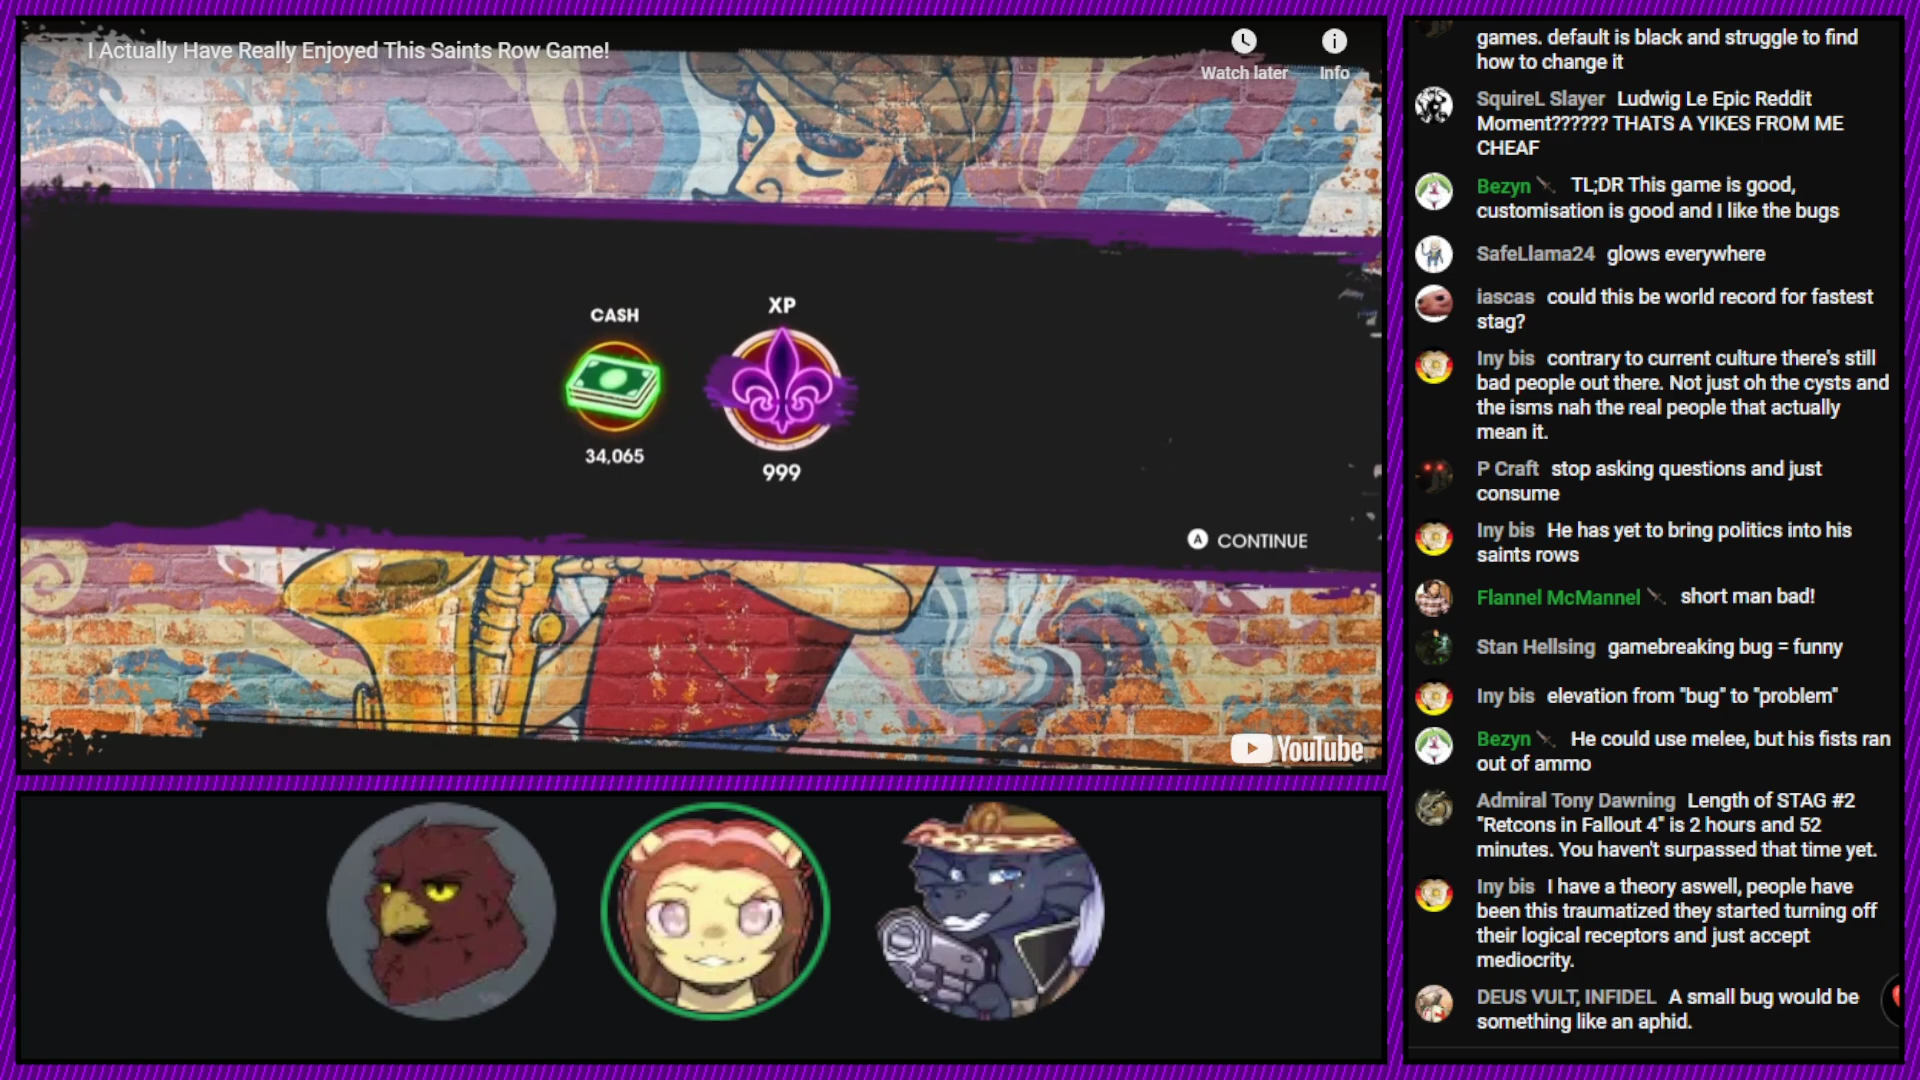 I Actually Have Really Enjoyed This Saints Row Game!
Watch later
Info
CASH
XP
34,065
999
A CONTINUE
YouTube
games. default is black and struggle to find
how to change it
SquireL Slayer Ludwig Le Epic Reddit
Moment?????? THATS A YIKES FROM ME
CHEAF
Bezyn TL;DR This game is good,
customisation is good and I like the bugs
SafeLlama24 glows everywhere
iascas could this be world record for fastest
stag?
Iny bis contrary to current culture there's still
bad people out there. Not just oh the cysts and
the isms nah the real people that actually
mean it.
P Craft stop asking questions and just
consume
Iny bis He has yet to bring politics into his
saints rows
Flannel McMannel short man bad!
Stan Hellsing gamebreaking bug = funny
Iny bis elevation from "bug" to "problem"
Bezyn He could use melee, but his fists ran
out of ammo
Admiral Tony Dawning Length of STAG #2
"Retcons in Fallout 4" is 2 hours and 52
minutes. You haven't surpassed that time yet.
Iny bis I have a theory aswell, people have
been this traumatized they started turning off
their logical receptors and just accept
mediocrity.
DEUS VULT, INFIDEL A small bug would be
something like an aphid.